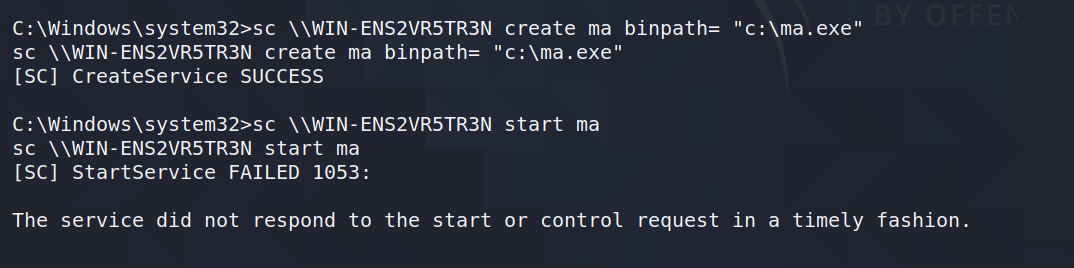 BY OFFEN
C:\Windows\system32>sc \\WIN-ENS2VR5TR3N create ma binpath= "c:\ma.exe"
sc \\WIN-ENS2VR5TR3N create ma binpath= "c:\ma.exe"
[SC] CreateService SUCCESS
C:\Windows\system32>sc \\WIN-ENS2VR5TR3N start ma
sc \\WIN-ENS2VR5TR3N start ma
[SC] StartService FAILED 1053:
The service did not respond to the start or control request in a timely fashion.